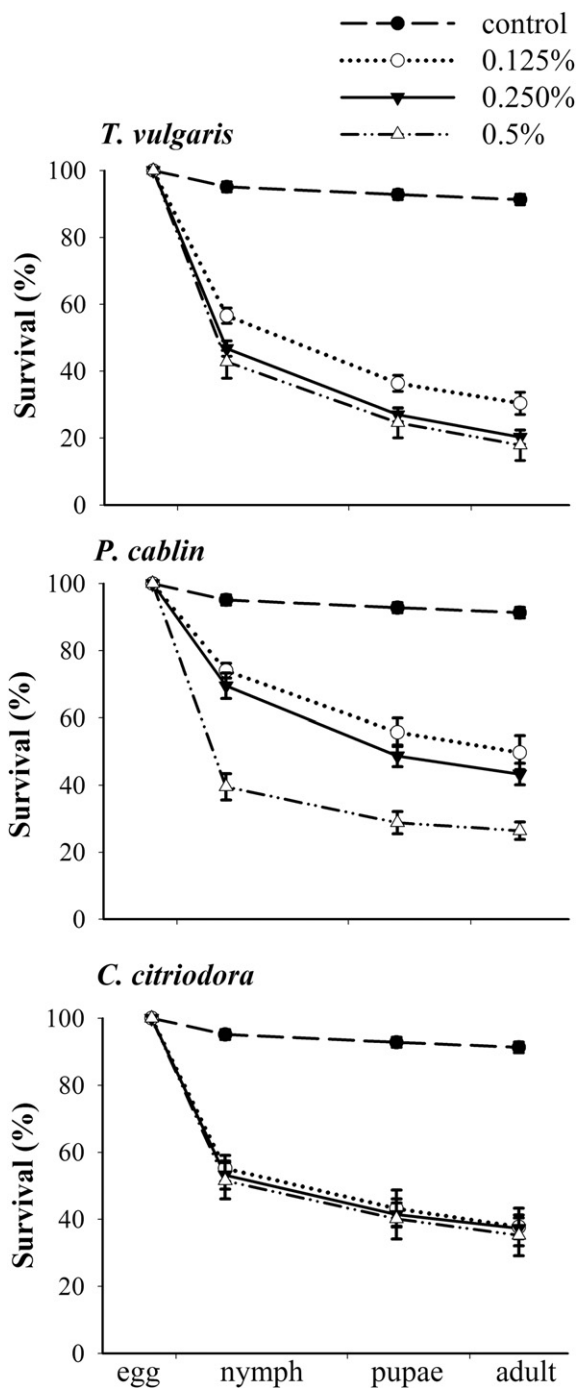 control
0.125%
0.250%
0.5%
T. vulgaris
100
80
60
40
20
0
Survival (%)
P. cablin
100
80
60
40
20
0
Survival (%)
C. citriodora
100
80
60
40
20
0
Survival (%)
egg nymph pupae adult